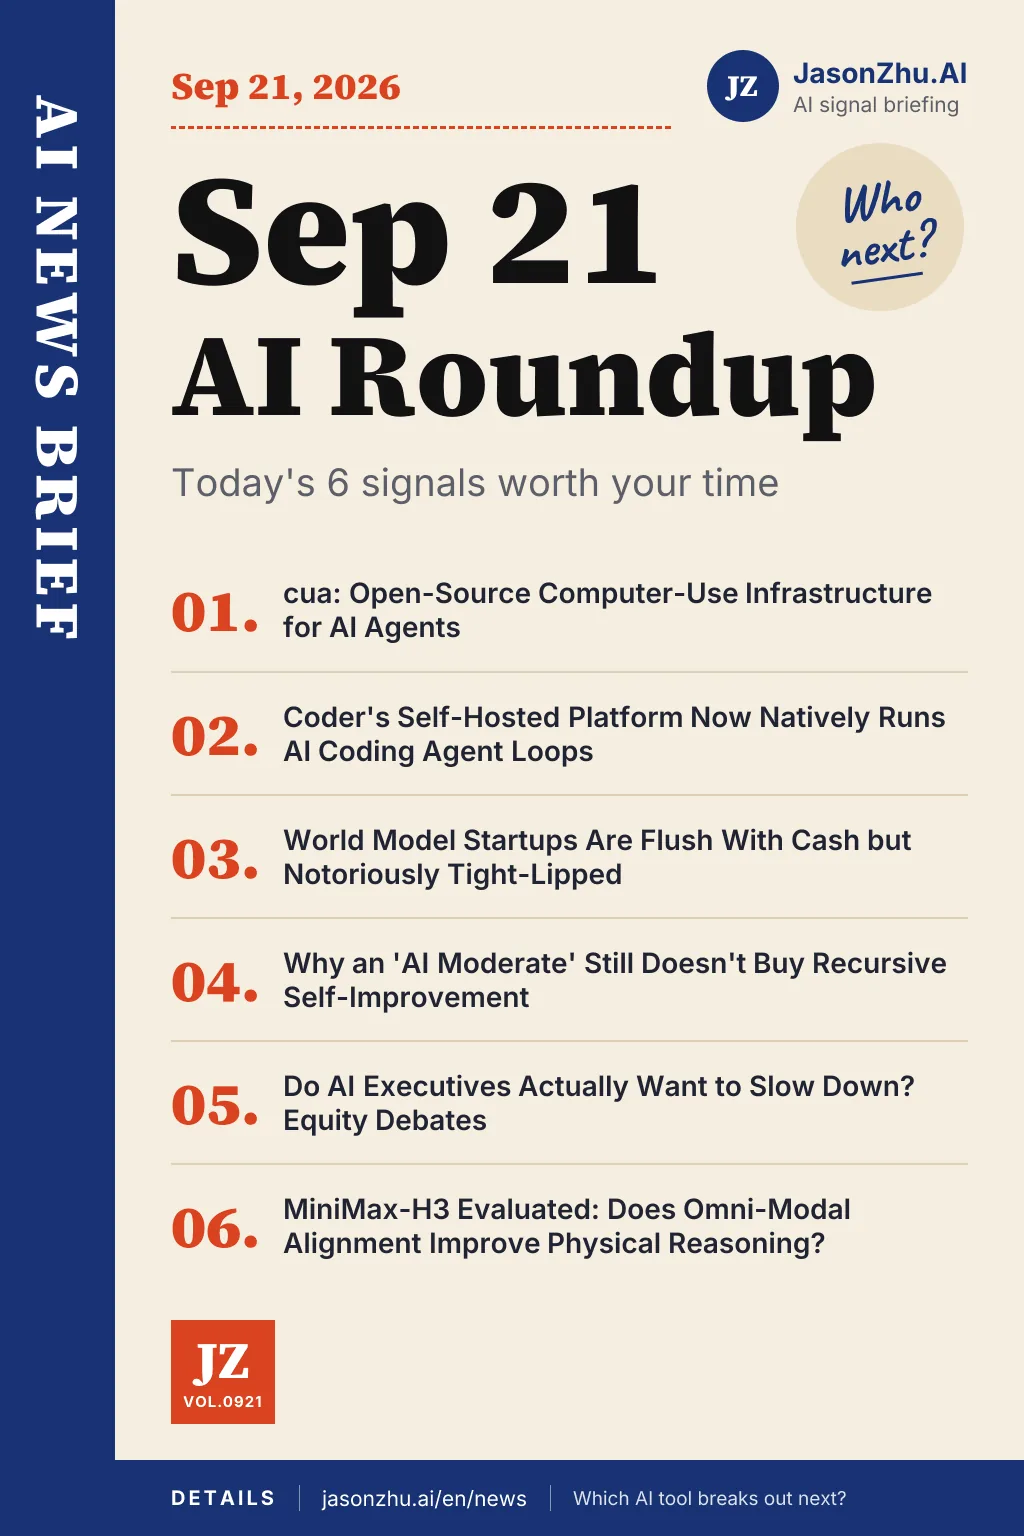 AI NEWS BRIEF
Sep 21, 2026
JZ
JasonZhu.AI
AI signal briefing
Who
next?
Sep 21
AI Roundup
Today's 6 signals worth your time
01.
cua: Open-Source Computer-Use Infrastructure
for AI Agents
02.
Coder's Self-Hosted Platform Now Natively Runs
AI Coding Agent Loops
03.
World Model Startups Are Flush With Cash but
Notoriously Tight-Lipped
04.
Why an 'AI Moderate' Still Doesn't Buy Recursive
Self-Improvement
05.
Do AI Executives Actually Want to Slow Down?
Equity Debates
06.
MiniMax-H3 Evaluated: Does Omni-Modal
Alignment Improve Physical Reasoning?
JZ
VOL.0921
DETAILS
jasonzhu.ai/en/news
Which AI tool breaks out next?